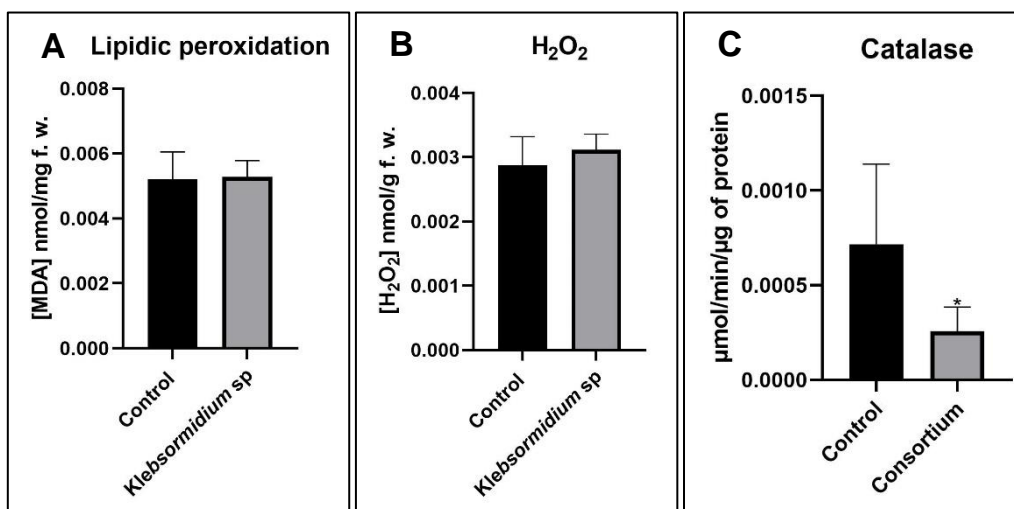 A Lipidic peroxidation
[MDA] nmol/mg f. w.
0.008
0.006
0.004
0.002
0.000
Control
Klebsormidium sp
B H₂O₂
[H₂O₂] nmol/g f. w.
0.004
0.003
0.002
0.001
0.000
Control
Klebsormidium sp
C Catalase
µmol/min/µg of protein
0.0015
0.0010
0.0005
0.0000
*
Control
Consortium